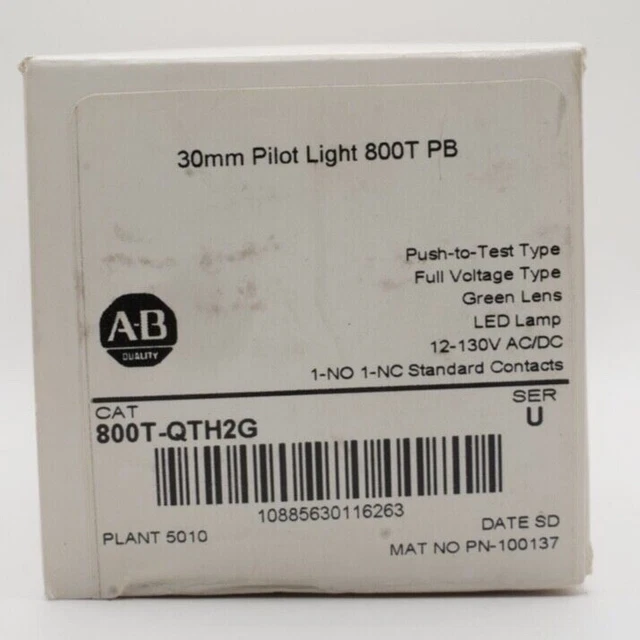 30mm Pilot Light 800T PB
Push-to-Test Type
Full Voltage Type
Green Lens
LED Lamp
12-130V AC/DC
1-NO 1-NC Standard Contacts
A-B
QUALITY
CAT
SER
800T-QTH2G
U
10885630116263
PLANT 5010
DATE SD
MAT NO PN-100137